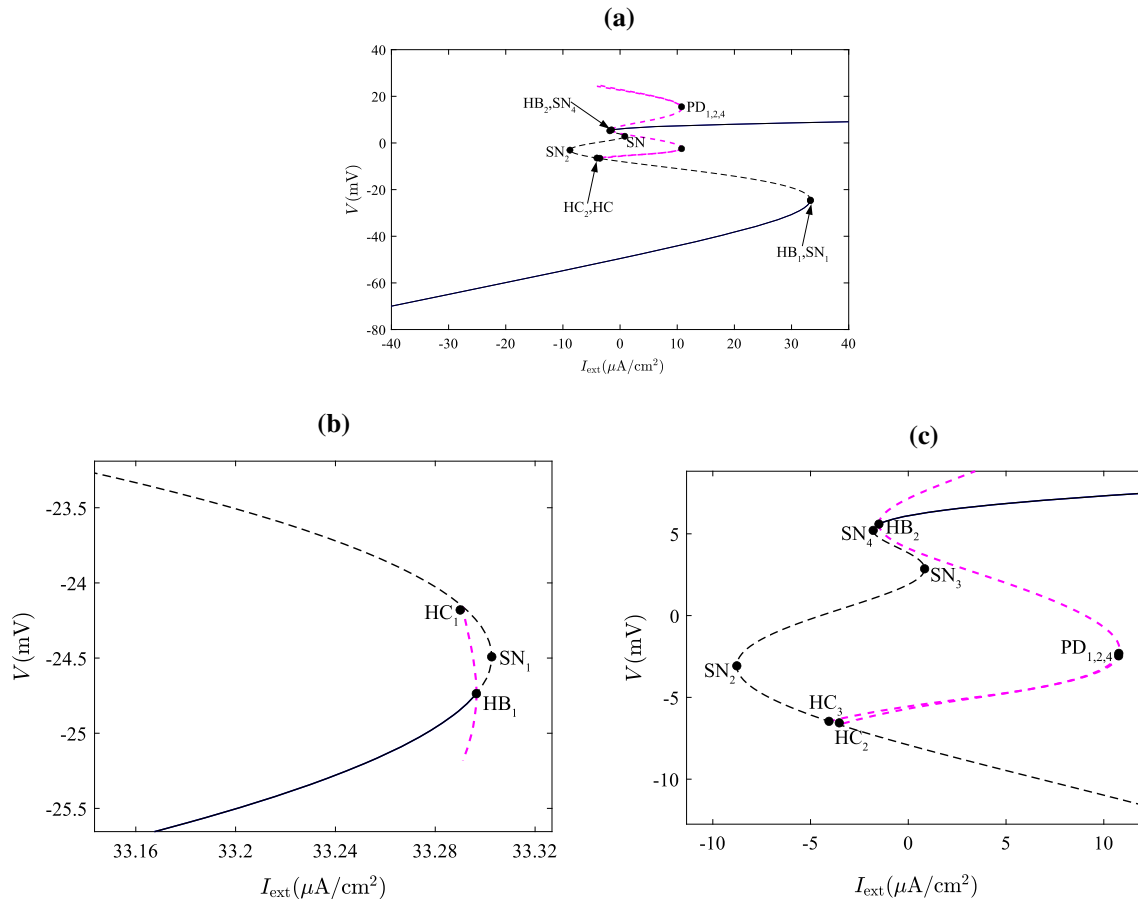 (a)
40
20
0
-20
-40
-60
-80
V(mV)
HB2,SN4
PD1,2,4
SN
SN2
HC2,HC
HB1,SN1
-40 -30 -20 -10 0 10 20 30 40
Iext(μA/cm²)
(b)
-23.5
-24
-24.5
-25
-25.5
V(mV)
HC1
SN1
HB1
33.16 33.2 33.24 33.28 33.32
Iext(μA/cm²)
(c)
5
0
-5
-10
V(mV)
HB2
SN4
SN3
PD1,2,4
SN2
HC3
HC2
-10 -5 0 5 10
Iext(μA/cm²)